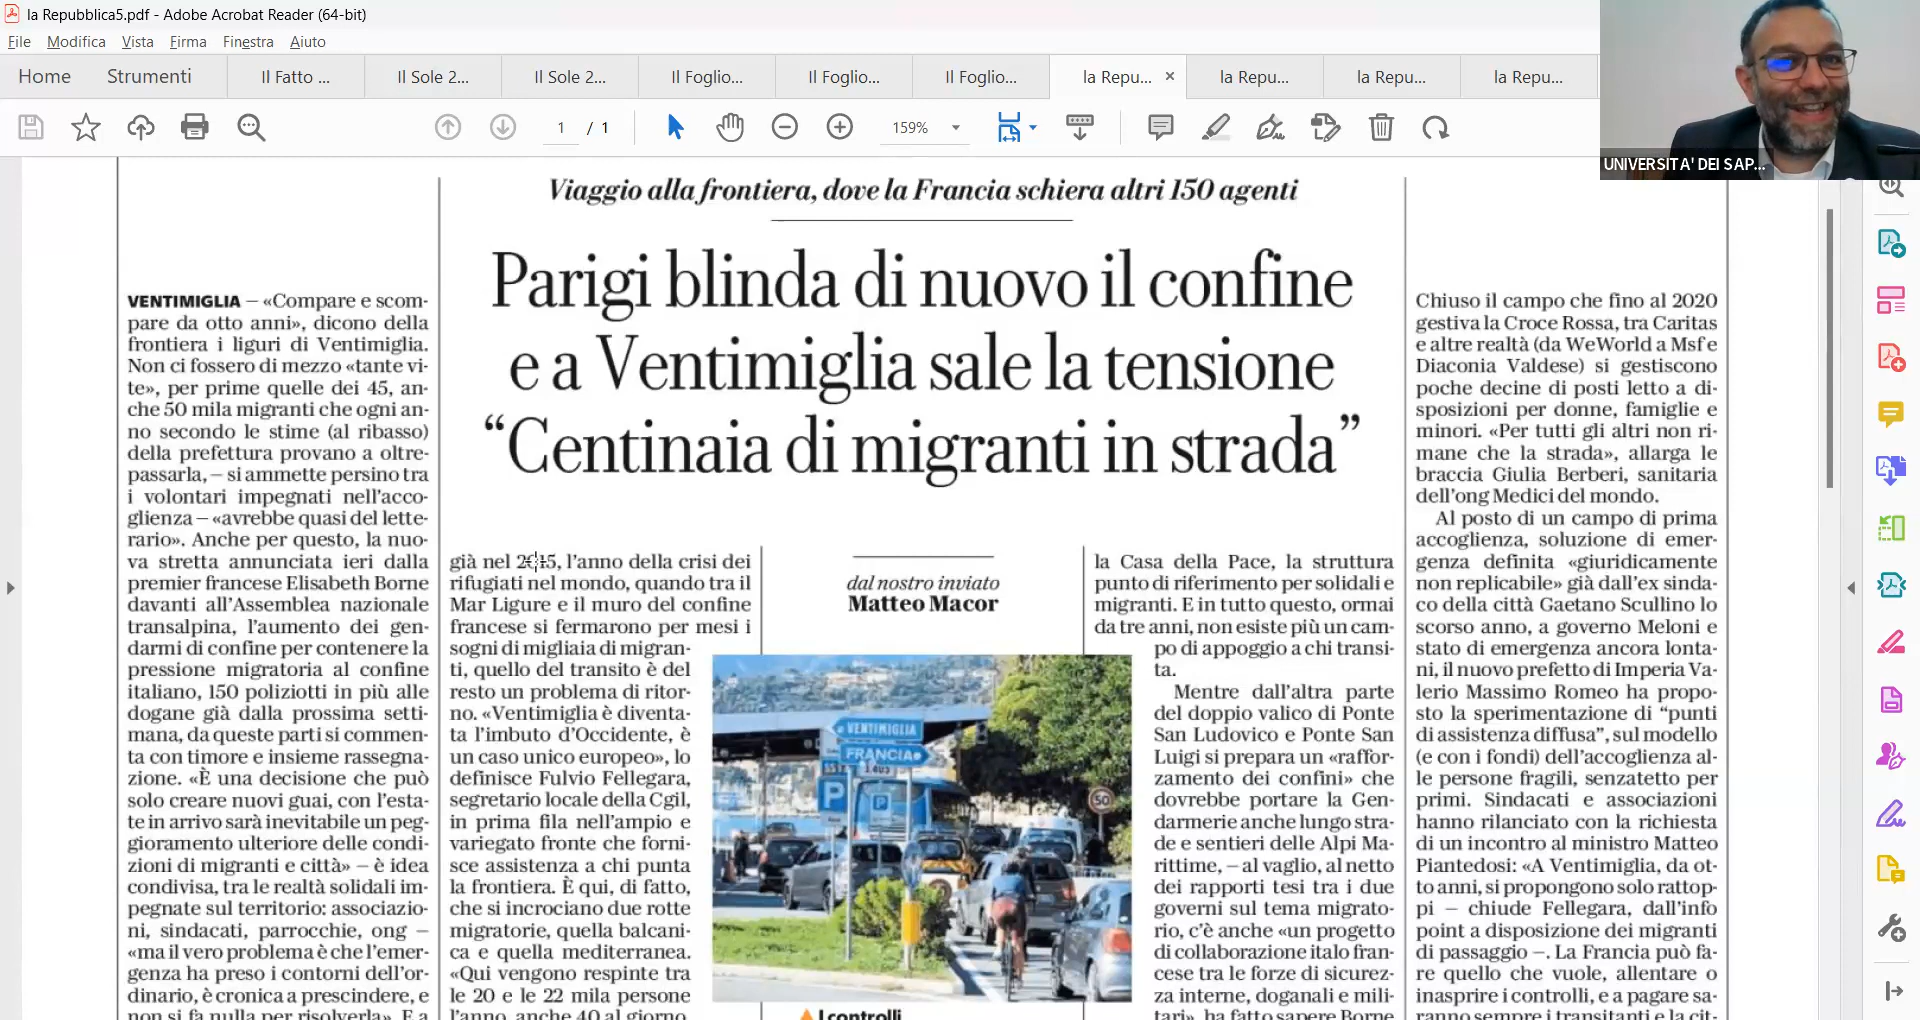 la Repubblica5.pdf - Adobe Acrobat Reader (64-bit)
File Modifica Vista Firma Finestra Aiuto
Home Strumenti Il Fatto ... Il Sole 2... Il Sole 2... Il Foglio... Il Foglio... Il Foglio... la Repu... × la Repu... la Repu... la Repu...
1 / 1 159%
UNIVERSITA' DEI SAP...
Viaggio alla frontiera, dove la Francia schiera altri 150 agenti
Parigi blinda di nuovo il confine
e a Ventimiglia sale la tensione
“Centinaia di migranti in strada”
VENTIMIGLIA – «Compare e scom-
pare da otto anni», dicono della
frontiera i liguri di Ventimiglia.
Non ci fossero di mezzo «tante vi-
te», per prime quelle dei 45, an-
che 50 mila migranti che ogni an-
no secondo le stime (al ribasso)
della prefettura provano a oltre-
passarla, – si ammette persino tra
i volontari impegnati nell'acco-
glienza – «avrebbe quasi del lette-
rario». Anche per questo, la nuo-
va stretta annunciata ieri dalla
premier francese Elisabeth Borne
davanti all'Assemblea nazionale
transalpina, l'aumento dei gen-
darmi di confine per contenere la
pressione migratoria al confine
italiano, 150 poliziotti in più alle
dogane già dalla prossima setti-
mana, da queste parti si commen-
ta con timore e insieme rassegna-
zione. «È una decisione che può
solo creare nuovi guai, con l'esta-
te in arrivo sarà inevitabile un peg-
gioramento ulteriore delle condi-
zioni di migranti e città» – è idea
condivisa, tra le realtà solidali im-
pegnate sul territorio: associazio-
ni, sindacati, parrocchie, ong –
«ma il vero problema è che l'emer-
genza ha preso i contorni dell'or-
dinario, è cronica a prescindere, e
non si fa nulla per risolverla». E a
già nel 2015, l'anno della crisi dei
rifugiati nel mondo, quando tra il
Mar Ligure e il muro del confine
francese si fermarono per mesi i
sogni di migliaia di migran-
ti, quello del transito è del
resto un problema di ritor-
no. «Ventimiglia è diventa-
ta l'imbuto d'Occidente, è
un caso unico europeo», lo
definisce Fulvio Fellegara,
segretario locale della Cgil,
in prima fila nell'ampio e
variegato fronte che forni-
sce assistenza a chi punta
la frontiera. È qui, di fatto,
che si incrociano due rotte
migratorie, quella balcani-
ca e quella mediterranea.
«Qui vengono respinte tra
le 20 e le 22 mila persone
l'anno, anche 40 al giorno,
dal nostro inviato
Matteo Macor
VENTIMIGLIA
FRANCIA
P
P
50
I controlli
la Casa della Pace, la struttura
punto di riferimento per solidali e
migranti. E in tutto questo, ormai
da tre anni, non esiste più un cam-
po di appoggio a chi transi-
ta.
Mentre dall'altra parte
del doppio valico di Ponte
San Ludovico e Ponte San
Luigi si prepara un «raffor-
zamento dei confini» che
dovrebbe portare la Gen-
darmerie anche lungo stra-
de e sentieri delle Alpi Ma-
rittime, – al vaglio, al netto
dei rapporti tesi tra i due
governi sul tema migrato-
rio, c'è anche «un progetto
di collaborazione italo fran-
cese tra le forze di sicurez-
za interne, doganali e mili-
tari», ha fatto sapere Borne
Chiuso il campo che fino al 2020
gestiva la Croce Rossa, tra Caritas
e altre realtà (da WeWorld a Msf e
Diaconia Valdese) si gestiscono
poche decine di posti letto a di-
sposizioni per donne, famiglie e
minori. «Per tutti gli altri non ri-
mane che la strada», allarga le
braccia Giulia Berberi, sanitaria
dell'ong Medici del mondo.
Al posto di un campo di prima
accoglienza, soluzione di emer-
genza definita «giuridicamente
non replicabile» già dall'ex sinda-
co della città Gaetano Scullino lo
scorso anno, a governo Meloni e
stato di emergenza ancora lonta-
ni, il nuovo prefetto di Imperia Va-
lerio Massimo Romeo ha propo-
sto la sperimentazione di “punti
di assistenza diffusa”, sul modello
(e con i fondi) dell'accoglienza al-
le persone fragili, senzatetto per
primi. Sindacati e associazioni
hanno rilanciato con la richiesta
di un incontro al ministro Matteo
Piantedosi: «A Ventimiglia, da ot-
to anni, si propongono solo rattop-
pi – chiude Fellegara, dall'info
point a disposizione dei migranti
di passaggio –. La Francia può fa-
re quello che vuole, allentare o
inasprire i controlli, e a pagare sa-
ranno sempre i transitanti e la cit-